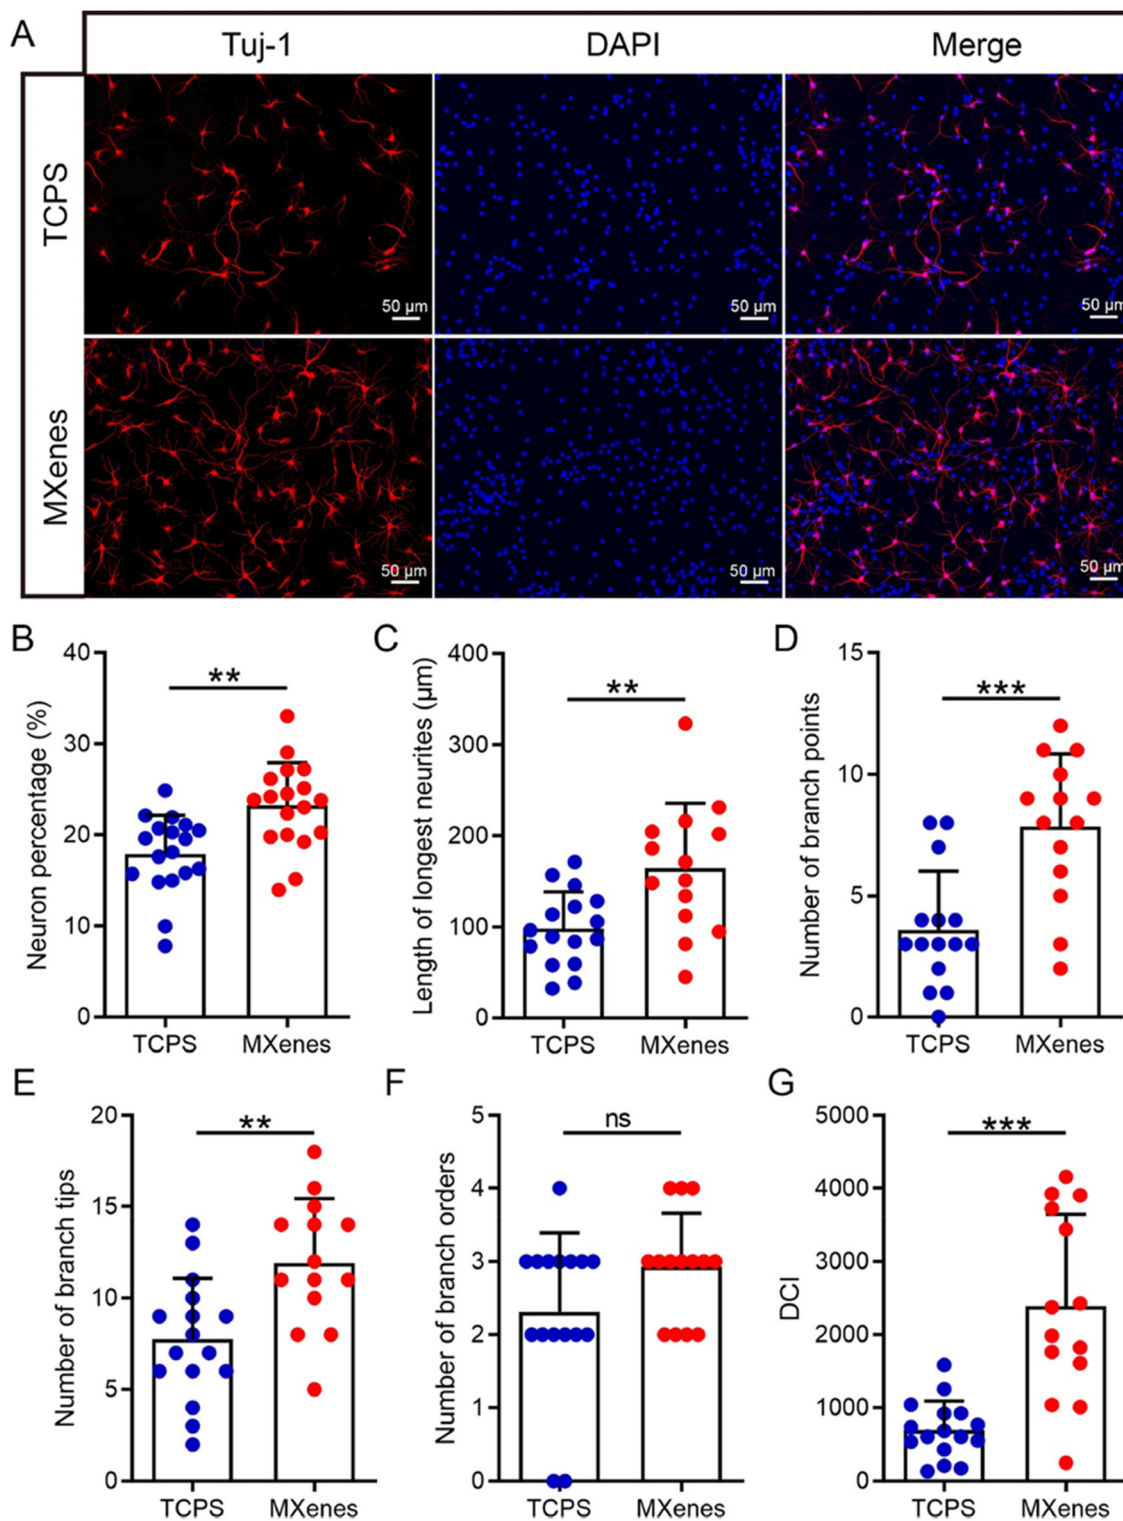 A
Tuj-1 DAPI Merge
TCPS
50 µm 50 µm 50 µm
MXenes
50 µm 50 µm 50 µm
B
Neuron percentage (%)
40
30
20
10
0
**
TCPS MXenes
C
Length of longest neurites (µm)
400
300
200
100
0
**
TCPS MXenes
D
Number of branch points
15
10
5
0
***
TCPS MXenes
E
Number of branch tips
20
15
10
5
0
**
TCPS MXenes
F
Number of branch orders
5
4
3
2
1
0
ns
TCPS MXenes
G
DCI
5000
4000
3000
2000
1000
0
***
TCPS MXenes